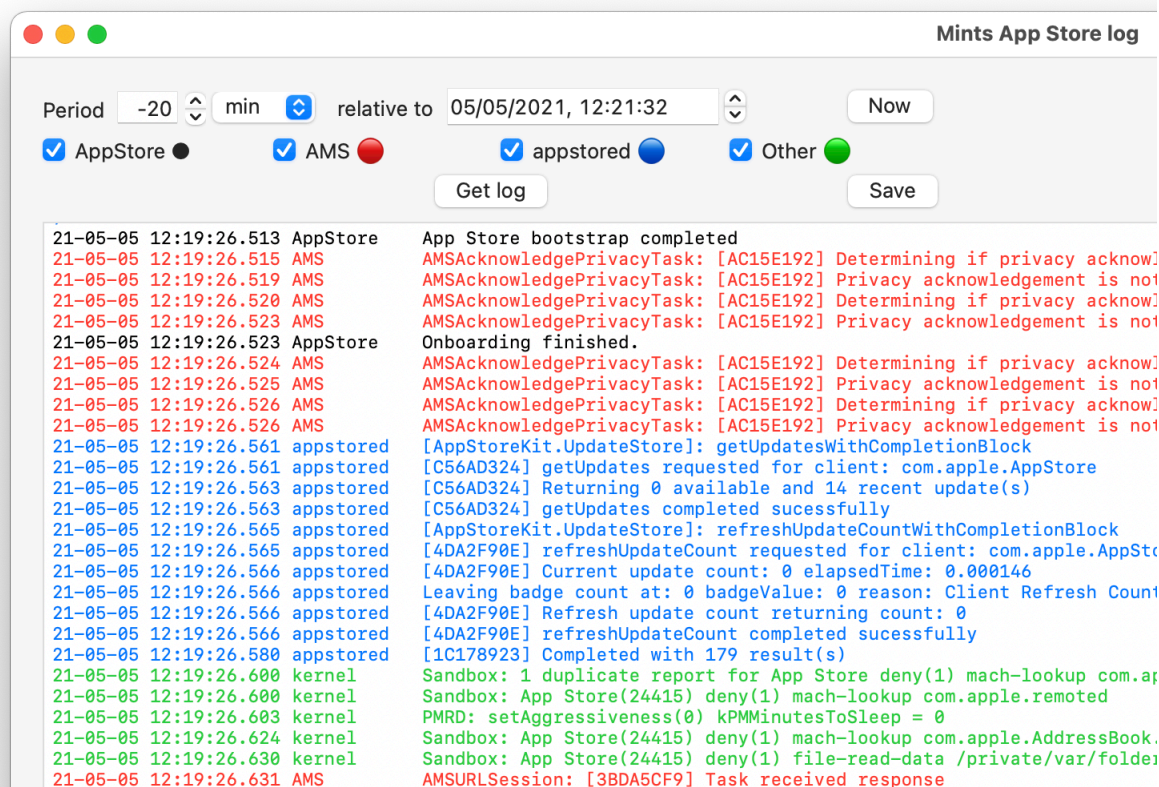 Mints App Store log
Period -20 min relative to 05/05/2021, 12:21:32 Now
AppStore AMS appstored Other
Get log Save
21-05-05 12:19:26.513 AppStore App Store bootstrap completed
21-05-05 12:19:26.515 AMS AMSAcknowledgePrivacyTask: [AC15E192] Determining if privacy acknowl
21-05-05 12:19:26.519 AMS AMSAcknowledgePrivacyTask: [AC15E192] Privacy acknowledgement is not
21-05-05 12:19:26.520 AMS AMSAcknowledgePrivacyTask: [AC15E192] Determining if privacy acknowl
21-05-05 12:19:26.523 AMS AMSAcknowledgePrivacyTask: [AC15E192] Privacy acknowledgement is not
21-05-05 12:19:26.523 AppStore Onboarding finished.
21-05-05 12:19:26.524 AMS AMSAcknowledgePrivacyTask: [AC15E192] Determining if privacy acknowl
21-05-05 12:19:26.525 AMS AMSAcknowledgePrivacyTask: [AC15E192] Privacy acknowledgement is not
21-05-05 12:19:26.526 AMS AMSAcknowledgePrivacyTask: [AC15E192] Determining if privacy acknowl
21-05-05 12:19:26.526 AMS AMSAcknowledgePrivacyTask: [AC15E192] Privacy acknowledgement is not
21-05-05 12:19:26.561 appstored [AppStoreKit.UpdateStore]: getUpdatesWithCompletionBlock
21-05-05 12:19:26.561 appstored [C56AD324] getUpdates requested for client: com.apple.AppStore
21-05-05 12:19:26.563 appstored [C56AD324] Returning 0 available and 14 recent update(s)
21-05-05 12:19:26.563 appstored [C56AD324] getUpdates completed sucessfully
21-05-05 12:19:26.565 appstored [AppStoreKit.UpdateStore]: refreshUpdateCountWithCompletionBlock
21-05-05 12:19:26.565 appstored [4DA2F90E] refreshUpdateCount requested for client: com.apple.AppSto
21-05-05 12:19:26.566 appstored [4DA2F90E] Current update count: 0 elapsedTime: 0.000146
21-05-05 12:19:26.566 appstored Leaving badge count at: 0 badgeValue: 0 reason: Client Refresh Count
21-05-05 12:19:26.566 appstored [4DA2F90E] Refresh update count returning count: 0
21-05-05 12:19:26.566 appstored [4DA2F90E] refreshUpdateCount completed sucessfully
21-05-05 12:19:26.580 appstored [1C178923] Completed with 179 result(s)
21-05-05 12:19:26.600 kernel Sandbox: 1 duplicate report for App Store deny(1) mach-lookup com.ap
21-05-05 12:19:26.600 kernel Sandbox: App Store(24415) deny(1) mach-lookup com.apple.remoted
21-05-05 12:19:26.603 kernel PMRD: setAggressiveness(0) kPMMinutesToSleep = 0
21-05-05 12:19:26.624 kernel Sandbox: App Store(24415) deny(1) mach-lookup com.apple.AddressBook.
21-05-05 12:19:26.630 kernel Sandbox: App Store(24415) deny(1) file-read-data /private/var/folder
21-05-05 12:19:26.631 AMS AMSURLSession: [3BDA5CF9] Task received response